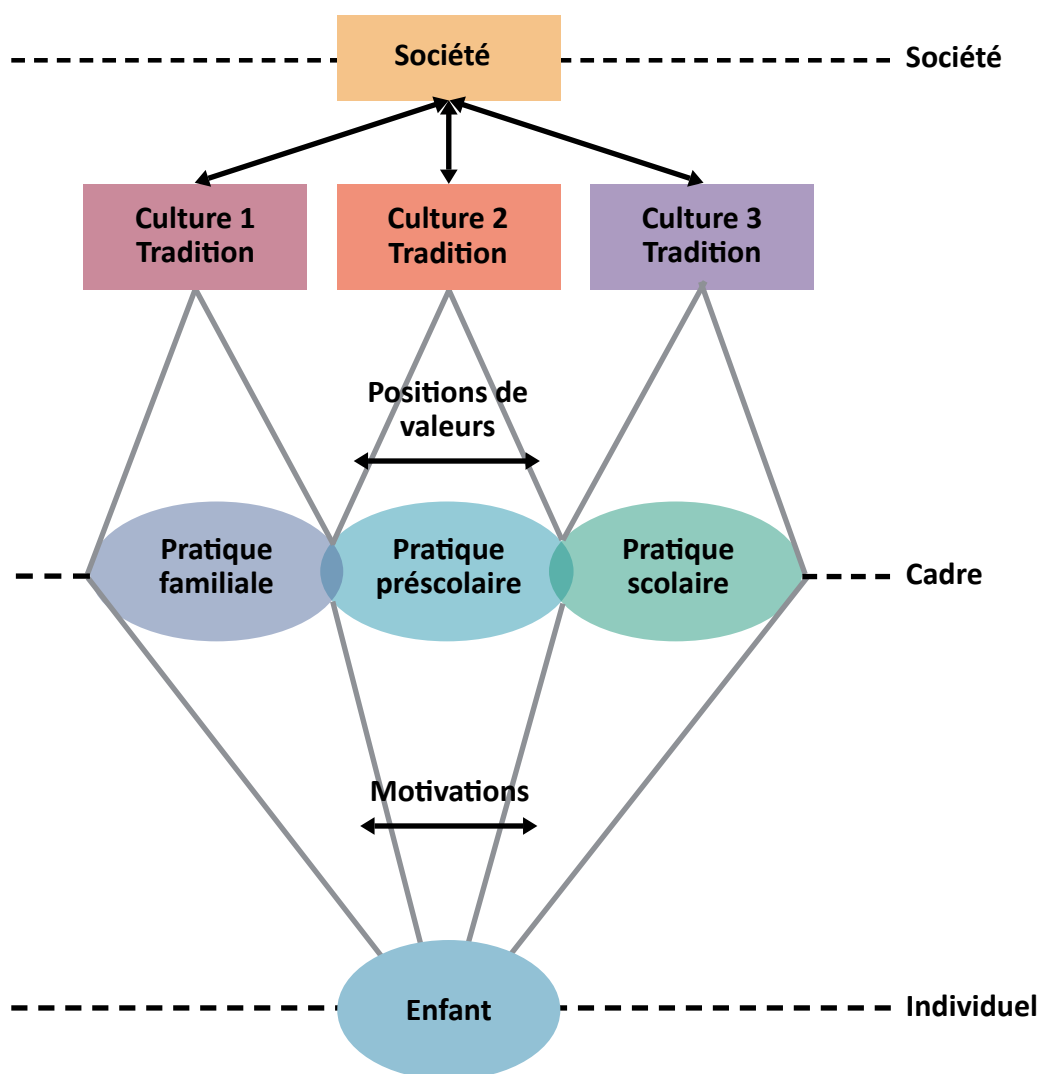 Société
Société
Culture 1
Tradition
Culture 2
Tradition
Culture 3
Tradition
Positions de
valeurs
Pratique
familiale
Pratique
préscolaire
Pratique
scolaire
Cadre
Motivations
Enfant
Individuel